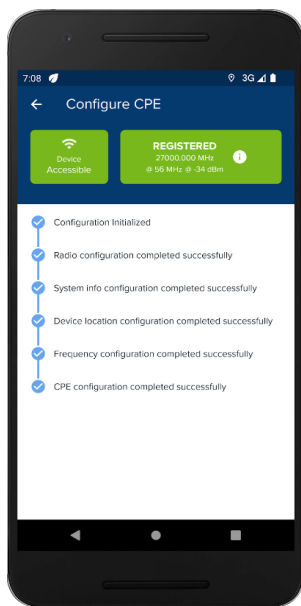 7:08
3G
Configure CPE
Device
Accessible
REGISTERED
27000.000 MHz
@ 56 MHz @ -34 dBm
Configuration Initialized
Radio configuration completed successfully
System info configuration completed successfully
Device location configuration completed successfully
Frequency configuration completed successfully
CPE configuration completed successfully